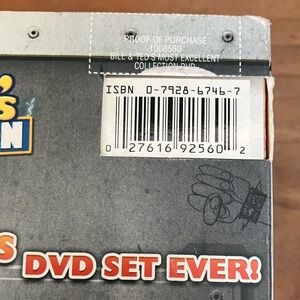 PROOF OF PURCHASE
1008550
BILL & TED'S MOST EXCELLENT
COLLECTION DVD
ISBN 0-7928-6746-7
0 27616 92560 2
'S
N
S DVD SET EVER!